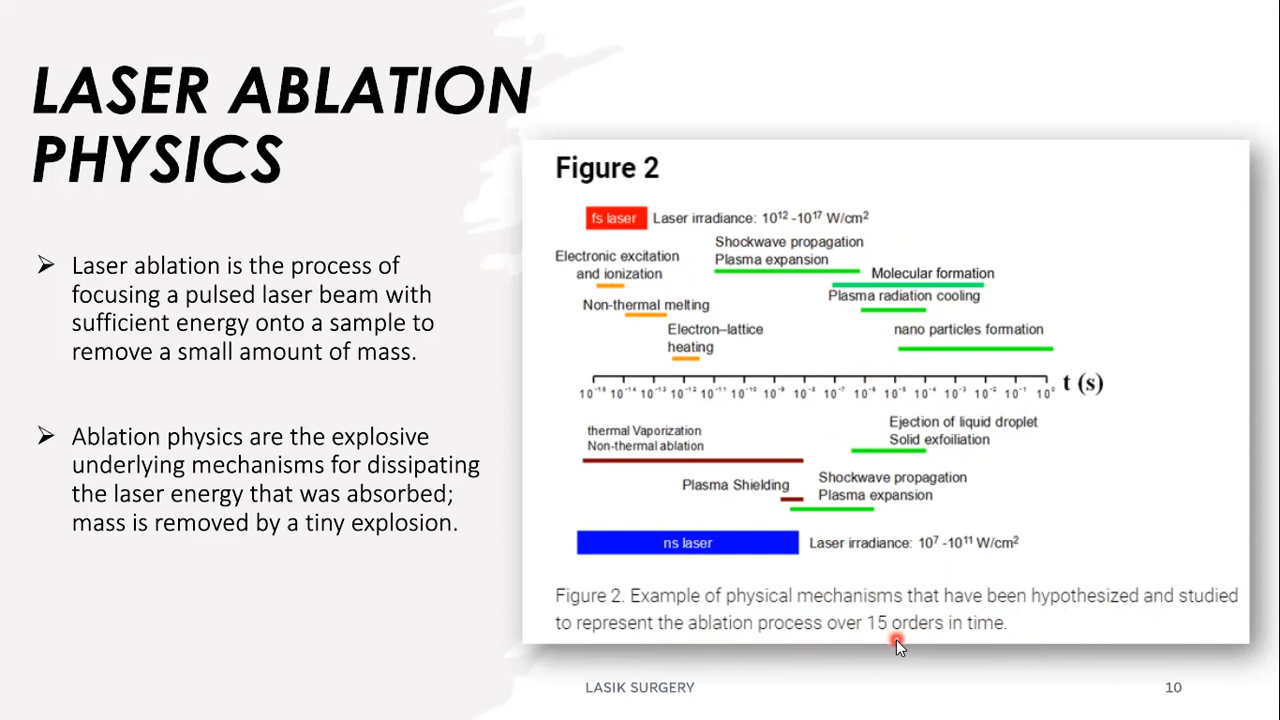 LASER ABLATION
PHYSICS
➢ Laser ablation is the process of
focusing a pulsed laser beam with
sufficient energy onto a sample to
remove a small amount of mass.
➢ Ablation physics are the explosive
underlying mechanisms for dissipating
the laser energy that was absorbed;
mass is removed by a tiny explosion.
Figure 2
fs laser Laser irradiance: 10¹² -10¹⁷ W/cm²
Shockwave propagation
Plasma expansion
Electronic excitation
and ionization
Molecular formation
Plasma radiation cooling
Non-thermal melting
Electron–lattice
heating
nano particles formation
10⁻¹⁵ 10⁻¹⁴ 10⁻¹³ 10⁻¹² 10⁻¹¹ 10⁻¹⁰ 10⁻⁹ 10⁻⁸ 10⁻⁷ 10⁻⁶ 10⁻⁵ 10⁻⁴ 10⁻³ 10⁻² 10⁻¹ 10⁰ t (s)
Ejection of liquid droplet
Solid exfoiliation
thermal Vaporization
Non-thermal ablation
Plasma Shielding
Shockwave propagation
Plasma expansion
ns laser Laser irradiance: 10⁷ -10¹¹ W/cm²
Figure 2. Example of physical mechanisms that have been hypothesized and studied
to represent the ablation process over 15 orders in time.
LASIK SURGERY 10